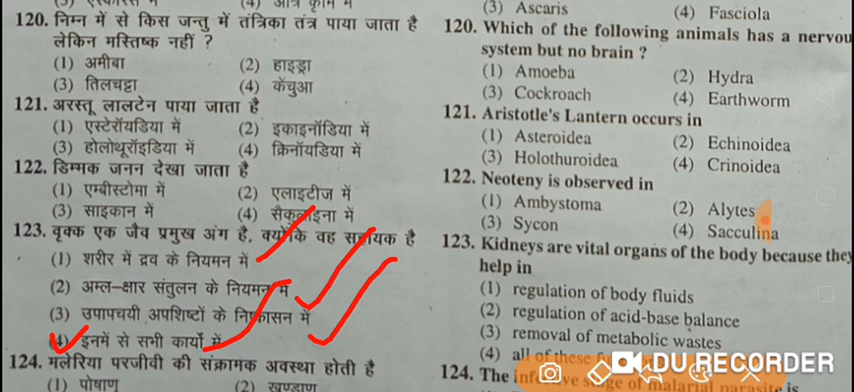 (4)
120. निम्न में से किस जन्तु में तंत्रिका तंत्र पाया जाता है
लेकिन मस्तिष्क नहीं ?
(1) अमीबा (2) हाइड्रा
(3) तिलचट्टा (4) केंचुआ
121. अरस्तू लालटेन पाया जाता है
(1) एस्टेरॉयडिया में (2) इकाइनॉडिया में
(3) होलोथूरॉइडिया में (4) क्रिनॉयडिया में
122. डिम्भक जनन देखा जाता है
(1) एम्बीस्टोमा में (2) एलाइटीज में
(3) साइकान में (4) सैकुलाइना में
123. वृक्क एक जैव प्रमुख अंग है, क्योंकि वह सहायक है
(1) शरीर में द्रव के नियमन में
(2) अम्ल-क्षार संतुलन के नियमन में
(3) उपापचयी अपशिष्टों के निष्कासन में
(4) इनमें से सभी कार्यों में
124. मलेरिया परजीवी की संक्रामक अवस्था होती है
(1) पोषाणु (2) खण्डाणु
(3) Ascaris (4) Fasciola
120. Which of the following animals has a nervou
system but no brain ?
(1) Amoeba (2) Hydra
(3) Cockroach (4) Earthworm
121. Aristotle's Lantern occurs in
(1) Asteroidea (2) Echinoidea
(3) Holothuroidea (4) Crinoidea
122. Neoteny is observed in
(1) Ambystoma (2) Alytes
(3) Sycon (4) Sacculina
123. Kidneys are vital organs of the body because they
help in
(1) regulation of body fluids
(2) regulation of acid-base balance
(3) removal of metabolic wastes
(4) all of these
DU RECORDER
124. The infective stage of malarial parasite is